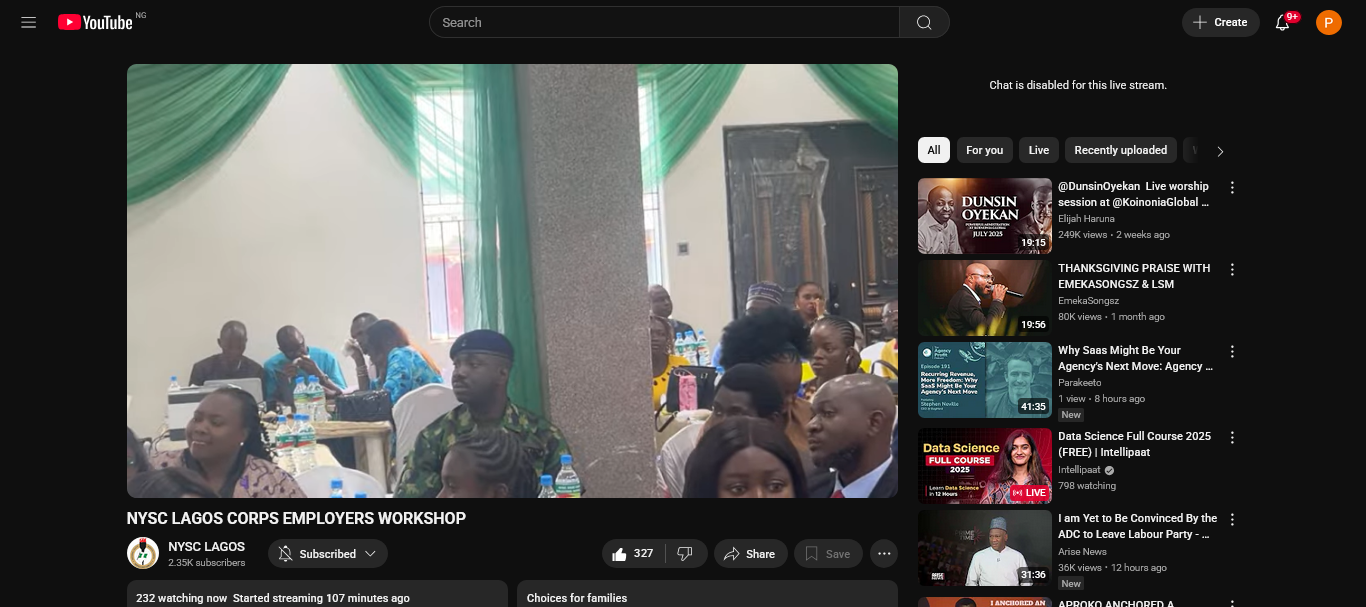 YouTube NG
Search
Create
9+
P
Chat is disabled for this live stream.
All
For you
Live
Recently uploaded
DUNSIN
OYEKAN
JULY 2025
19:15
@DunsinOyekan Live worship
session at @KoinoniaGlobal ...
Elijah Haruna
249K views • 2 weeks ago
19:56
THANKSGIVING PRAISE WITH
EMEKASONGSZ & LSM
EmekaSongsz
80K views • 1 month ago
Agency
Profit
Episode 191
Recurring Revenue,
More Freedom: Why
SaaS Might Be Your
Agency's Next Move
Stephen Neville
41:35
Why Saas Might Be Your
Agency's Next Move: Agency ...
Parakeeto
1 view • 8 hours ago
New
Data Science
FULL COURSE
2025
Learn Data Science
in 12 Hours
LIVE
Data Science Full Course 2025
(FREE) | Intellipaat
Intellipaat
798 watching
PRIME
TIME
31:36
I am Yet to Be Convinced By the
ADC to Leave Labour Party - ...
Arise News
36K views • 12 hours ago
New
I ANCHORED AN
APROKO ANCHORED A
NYSC LAGOS CORPS EMPLOYERS WORKSHOP
NYSC LAGOS
2.35K subscribers
Subscribed
327
Share
Save
232 watching now Started streaming 107 minutes ago
Choices for families